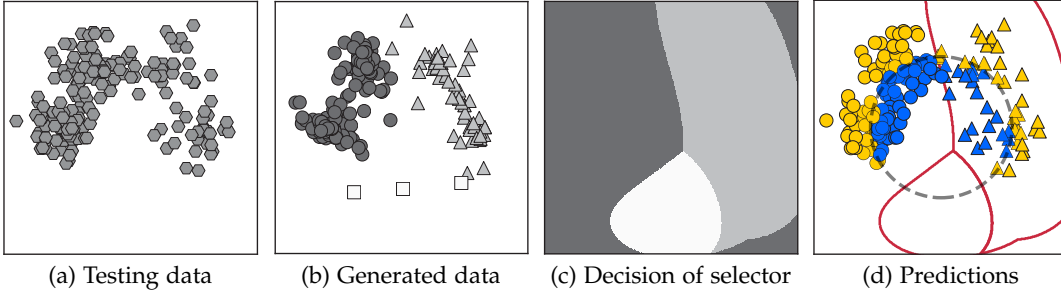 (a) Testing data
(b) Generated data
(c) Decision of selector
(d) Predictions